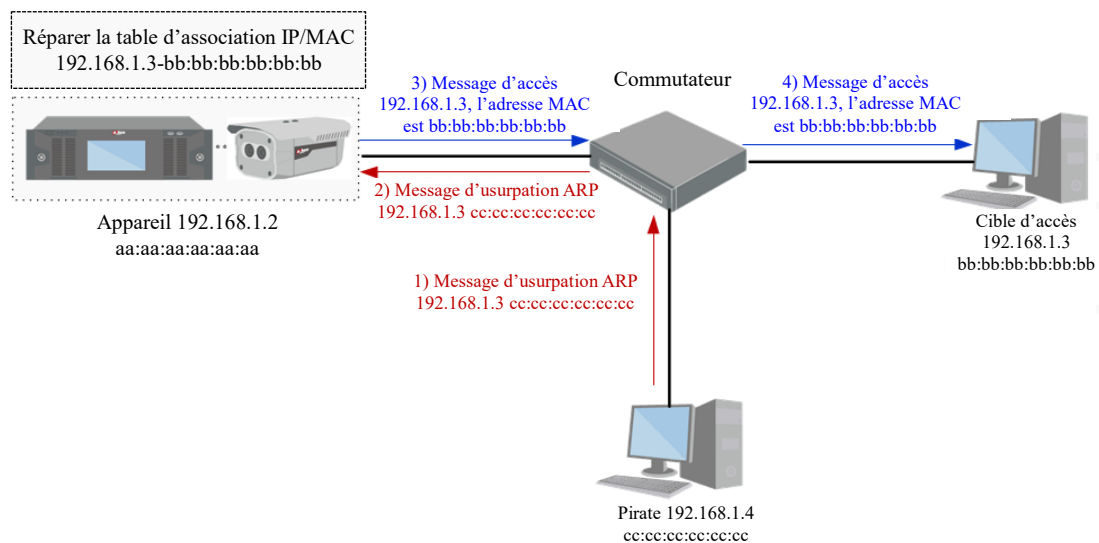 Réparer la table d’association IP/MAC
192.168.1.3-bb:bb:bb:bb:bb:bb
3) Message d’accès
192.168.1.3, l’adresse MAC
est bb:bb:bb:bb:bb:bb
Commutateur
4) Message d’accès
192.168.1.3, l’adresse MAC
est bb:bb:bb:bb:bb:bb
2) Message d’usurpation ARP
192.168.1.3 cc:cc:cc:cc:cc:cc
Appareil 192.168.1.2
aa:aa:aa:aa:aa:aa
Cible d’accès
192.168.1.3
bb:bb:bb:bb:bb:bb
1) Message d’usurpation ARP
192.168.1.3 cc:cc:cc:cc:cc:cc
Pirate 192.168.1.4
cc:cc:cc:cc:cc:cc